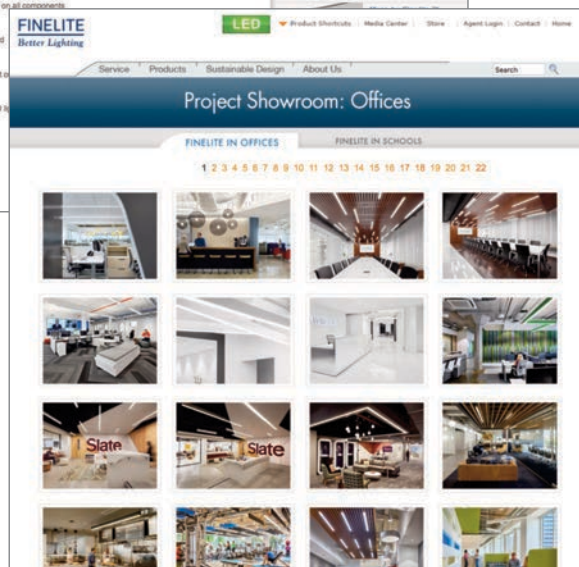 on all components
FINELITE
Better Lighting
LED
Product Shortcuts
Media Center
Store
Agent Login
Contact
Home
Service
Products
Sustainable Design
About Us
Search
Project Showroom: Offices
FINELITE IN OFFICES
FINELITE IN SCHOOLS
1 2 3 4 5 6 7 8 9 10 11 12 13 14 15 16 17 18 19 20 21 22
Slate
Slate